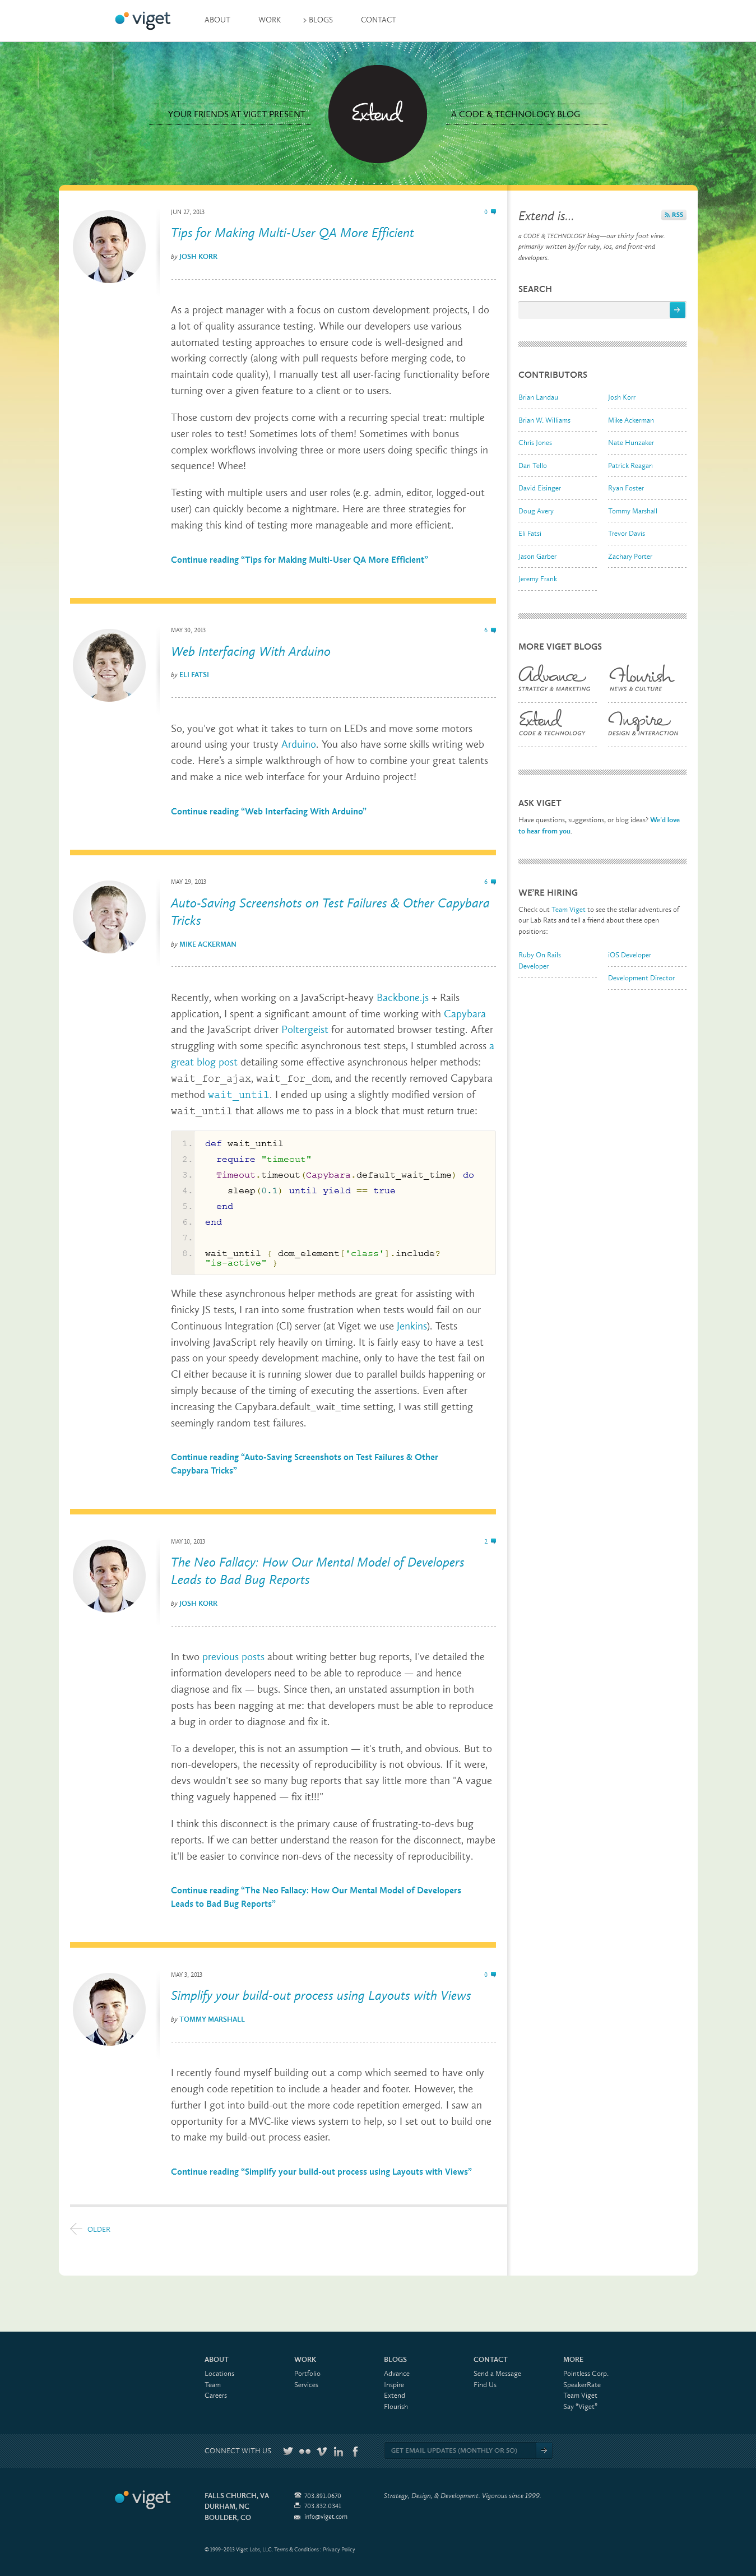 viget
ABOUT
WORK
› BLOGS
CONTACT
YOUR FRIENDS AT VIGET PRESENT
Extend
A CODE & TECHNOLOGY BLOG
JUN 27, 2013
0
Tips for Making Multi-User QA More Efficient
by JOSH KORR
As a project manager with a focus on custom development projects, I do
a lot of quality assurance testing. While our developers use various
automated testing approaches to ensure code is well-designed and
working correctly (along with pull requests before merging code, to
maintain code quality), I manually test all user-facing functionality before
turning over a given feature to a client or to users.
Those custom dev projects come with a recurring special treat: multiple
user roles to test! Sometimes lots of them! Sometimes with bonus
complex workflows involving three or more users doing specific things in
sequence! Whee!
Testing with multiple users and user roles (e.g. admin, editor, logged-out
user) can quickly become a nightmare. Here are three strategies for
making this kind of testing more manageable and more efficient.
Continue reading “Tips for Making Multi-User QA More Efficient”
MAY 30, 2013
6
Web Interfacing With Arduino
by ELI FATSI
So, you've got what it takes to turn on LEDs and move some motors
around using your trusty Arduino. You also have some skills writing web
code. Here’s a simple walkthrough of how to combine your great talents
and make a nice web interface for your Arduino project!
Continue reading “Web Interfacing With Arduino”
MAY 29, 2013
6
Auto-Saving Screenshots on Test Failures & Other Capybara
Tricks
by MIKE ACKERMAN
Recently, when working on a JavaScript-heavy Backbone.js + Rails
application, I spent a significant amount of time working with Capybara
and the JavaScript driver Poltergeist for automated browser testing. After
struggling with some specific asynchronous test steps, I stumbled across a
great blog post detailing some effective asynchronous helper methods:
wait_for_ajax, wait_for_dom, and the recently removed Capybara
method wait_until. I ended up using a slightly modified version of
wait_until that allows me to pass in a block that must return true:
1. def wait_until
2. require "timeout"
3. Timeout.timeout(Capybara.default_wait_time) do
4. sleep(0.1) until yield == true
5. end
6. end
7.
8. wait_until { dom_element['class'].include?
"is-active" }
While these asynchronous helper methods are great for assisting with
finicky JS tests, I ran into some frustration when tests would fail on our
Continuous Integration (CI) server (at Viget we use Jenkins). Tests
involving JavaScript rely heavily on timing. It is fairly easy to have a test
pass on your speedy development machine, only to have the test fail on
CI either because it is running slower due to parallel builds happening or
simply because of the timing of executing the assertions. Even after
increasing the Capybara.default_wait_time setting, I was still getting
seemingly random test failures.
Continue reading “Auto-Saving Screenshots on Test Failures & Other
Capybara Tricks”
MAY 10, 2013
2
The Neo Fallacy: How Our Mental Model of Developers
Leads to Bad Bug Reports
by JOSH KORR
In two previous posts about writing better bug reports, I've detailed the
information developers need to be able to reproduce — and hence
diagnose and fix — bugs. Since then, an unstated assumption in both
posts has been nagging at me: that developers must be able to reproduce
a bug in order to diagnose and fix it.
To a developer, this is not an assumption — it's truth, and obvious. But to
non-developers, the necessity of reproducibility is not obvious. If it were,
devs wouldn't see so many bug reports that say little more than "A vague
thing vaguely happened — fix it!!!"
I think this disconnect is the primary cause of frustrating-to-devs bug
reports. If we can better understand the reason for the disconnect, maybe
it'll be easier to convince non-devs of the necessity of reproducibility.
Continue reading “The Neo Fallacy: How Our Mental Model of Developers
Leads to Bad Bug Reports”
MAY 3, 2013
0
Simplify your build-out process using Layouts with Views
by TOMMY MARSHALL
I recently found myself building out a comp which seemed to have only
enough code repetition to include a header and footer. However, the
further I got into build-out the more code repetition emerged. I saw an
opportunity for a MVC-like views system to help, so I set out to build one
to make my build-out process easier.
Continue reading “Simplify your build-out process using Layouts with Views”
OLDER
Extend is...
RSS
a CODE & TECHNOLOGY blog—our thirty foot view.
primarily written by/for ruby, ios, and front-end
developers.
SEARCH
CONTRIBUTORS
Brian Landau
Josh Korr
Brian W. Williams
Mike Ackerman
Chris Jones
Nate Hunzaker
Dan Tello
Patrick Reagan
David Eisinger
Ryan Foster
Doug Avery
Tommy Marshall
Eli Fatsi
Trevor Davis
Jason Garber
Zachary Porter
Jeremy Frank
MORE VIGET BLOGS
Advance
STRATEGY & MARKETING
Flourish
NEWS & CULTURE
Extend
CODE & TECHNOLOGY
Inspire
DESIGN & INTERACTION
ASK VIGET
Have questions, suggestions, or blog ideas? We'd love
to hear from you.
WE'RE HIRING
Check out Team Viget to see the stellar adventures of
our Lab Rats and tell a friend about these open
positions:
Ruby On Rails
Developer
iOS Developer
Development Director
ABOUT
Locations
Team
Careers
WORK
Portfolio
Services
BLOGS
Advance
Inspire
Extend
Flourish
CONTACT
Send a Message
Find Us
MORE
Pointless Corp.
SpeakerRate
Team Viget
Say "Viget"
CONNECT WITH US
GET EMAIL UPDATES (MONTHLY OR SO)
viget
FALLS CHURCH, VA
DURHAM, NC
BOULDER, CO
703.891.0670
703.832.0341
info@viget.com
Strategy, Design, & Development. Vigorous since 1999.
© 1999–2013 Viget Labs, LLC. Terms & Conditions : Privacy Policy